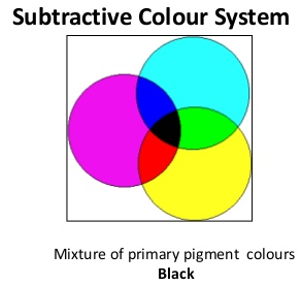 Subtractive Colour System
Mixture of primary pigment colours
Black